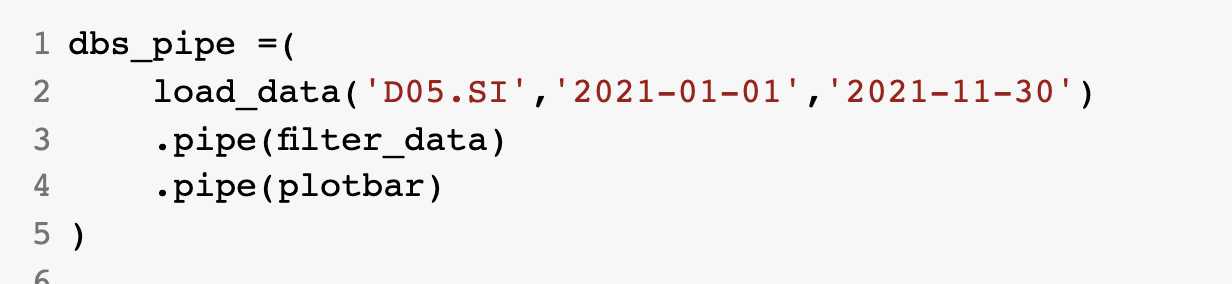 1 dbs_pipe =(
2     load_data('D05.SI','2021-01-01','2021-11-30')
3     .pipe(filter_data)
4     .pipe(plotbar)
5 )
6